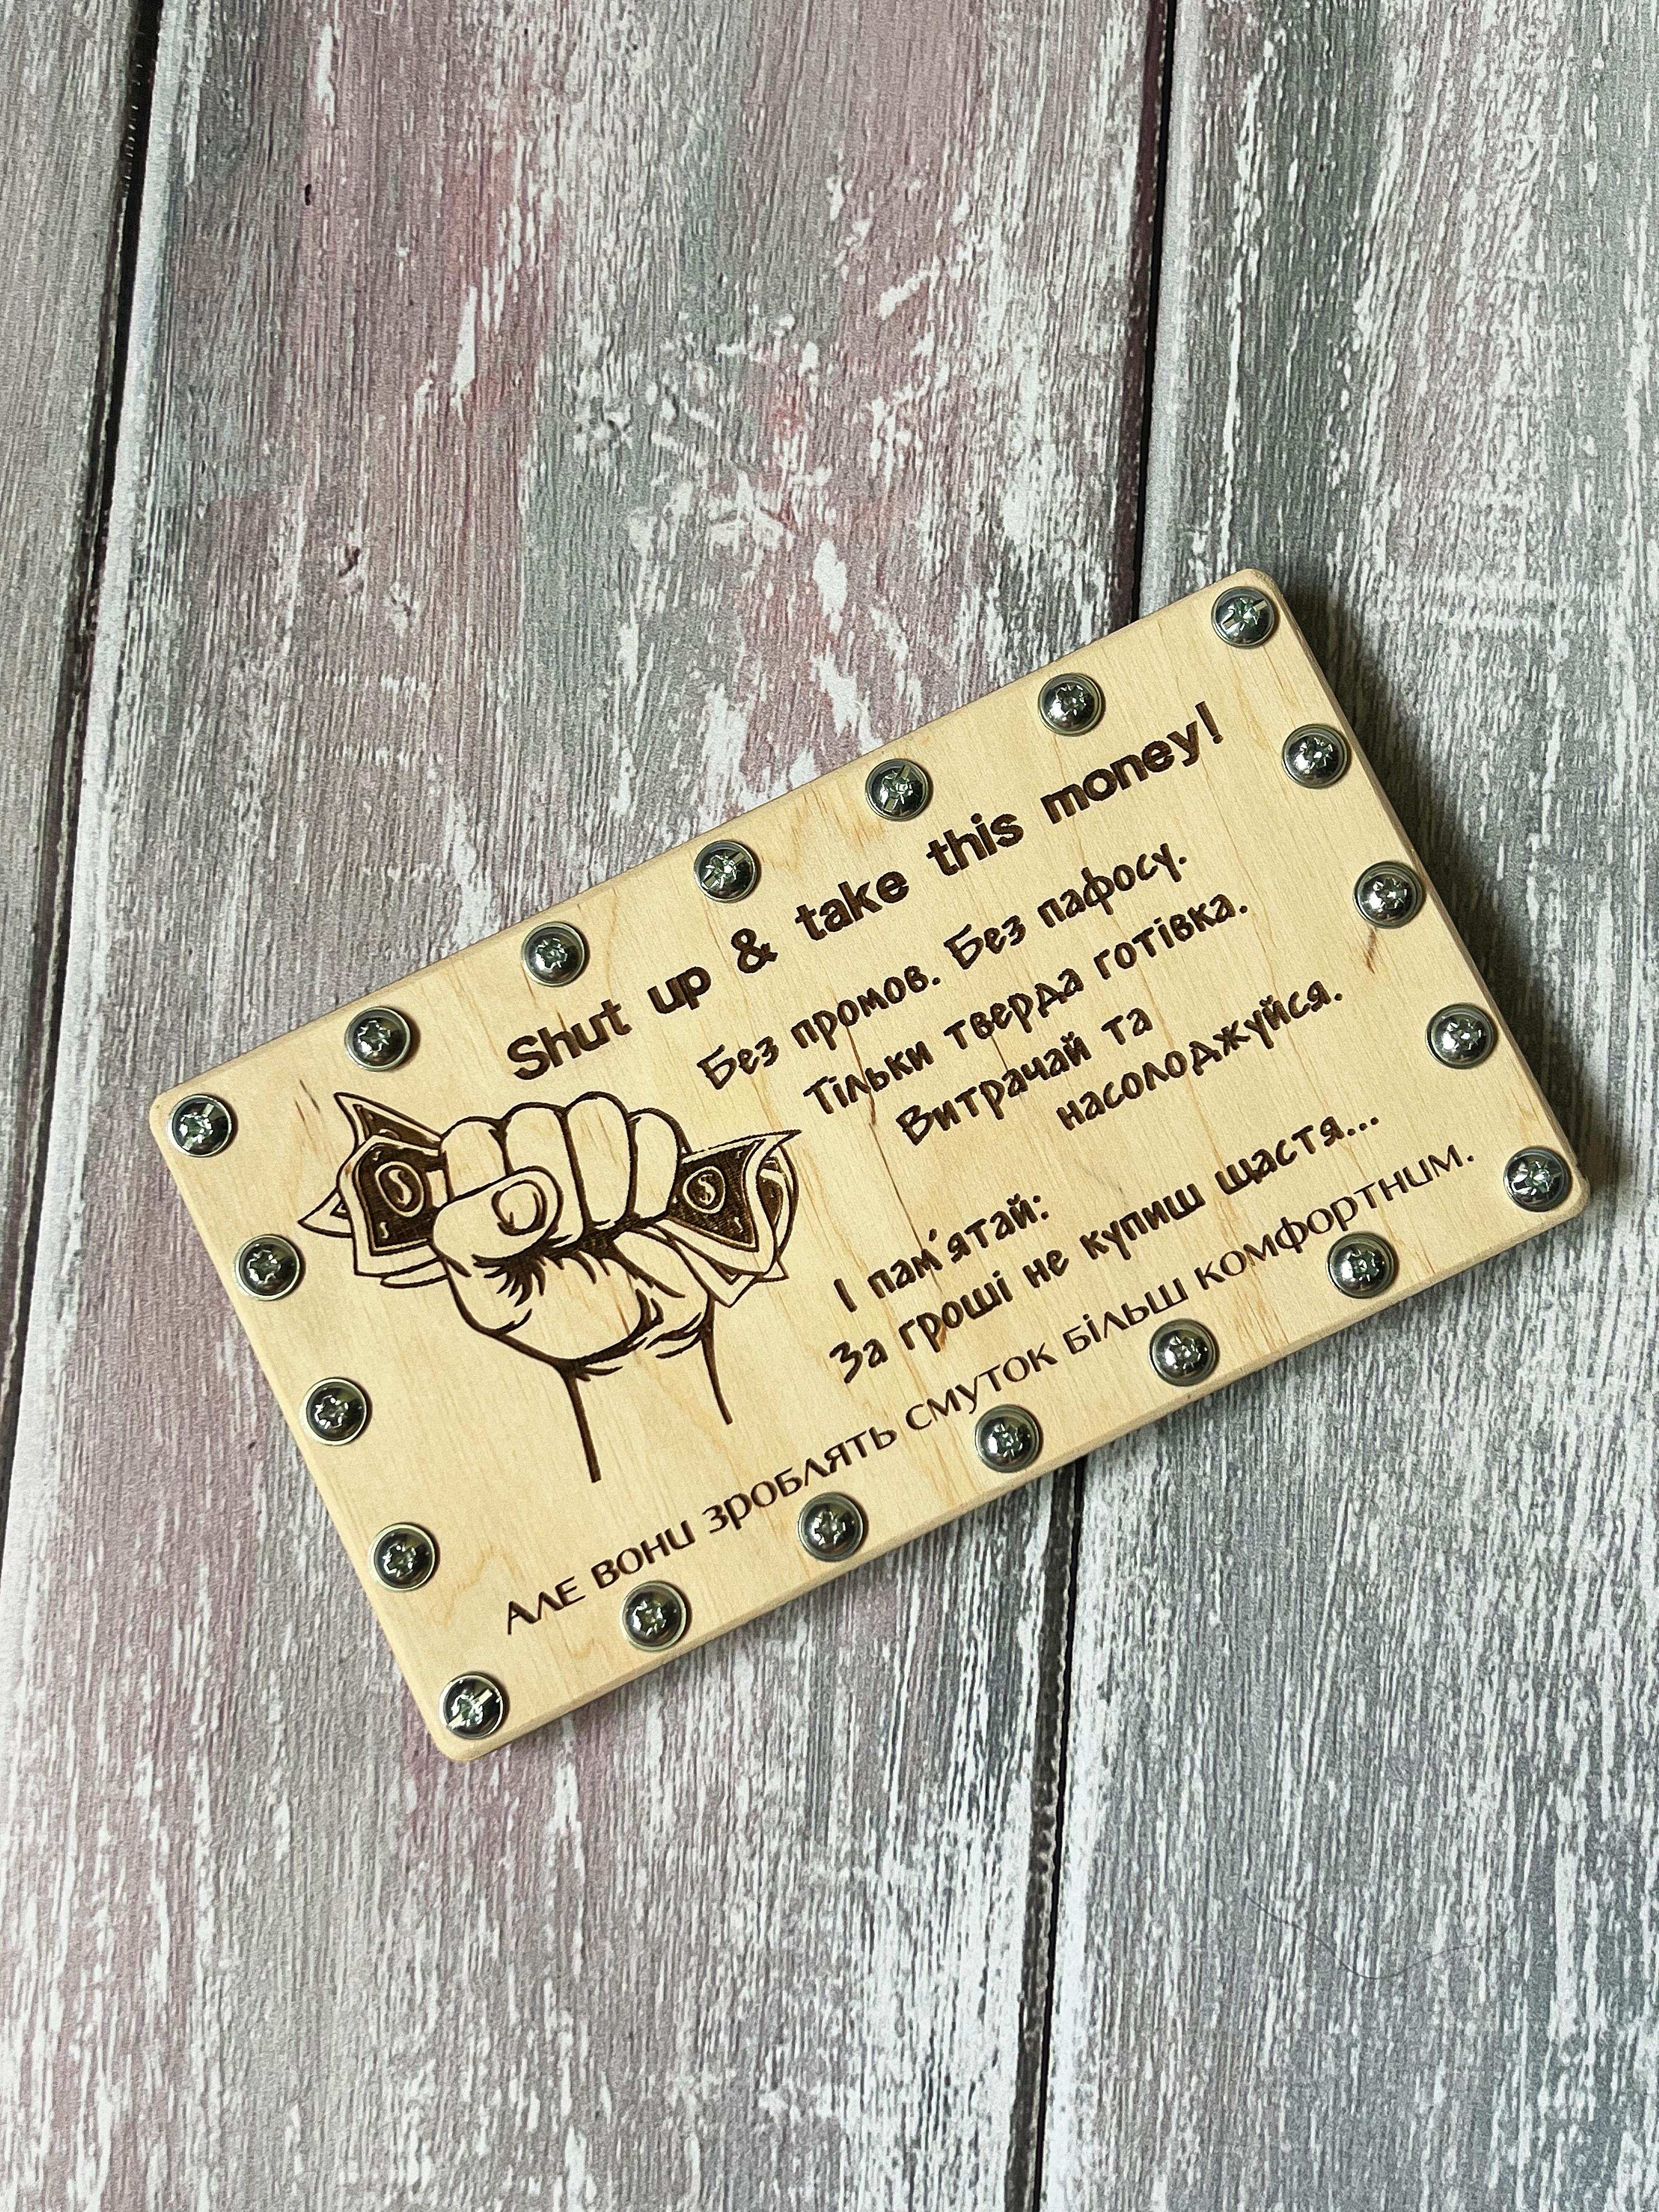 Shut up & take this money!
Без промов. Без пафосу.
Тільки тверда готівка.
Витрачай та
насолоджуйся.
І пам'ятай:
За гроші не купиш щастя...
Але вони зроблять смуток більш комфортним.